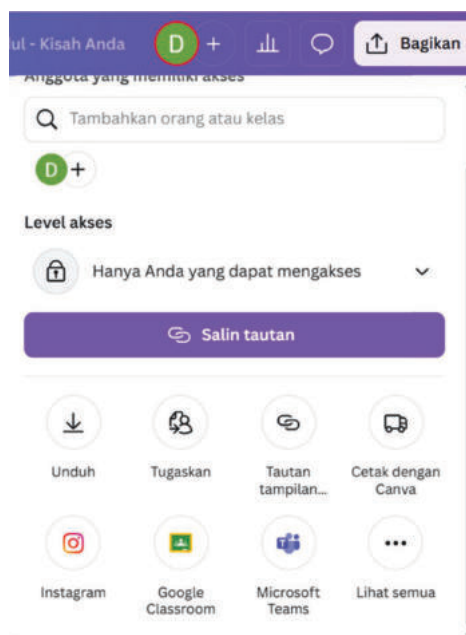 ul - Kisah Anda D + Bagikan
Anggota yang memiliki akses
Tambahkan orang atau kelas
D +
Level akses
Hanya Anda yang dapat mengakses
Salin tautan
Unduh
Tugaskan
Tautan
tampilan...
Cetak dengan
Canva
Instagram
Google
Classroom
Microsoft
Teams
Lihat semua